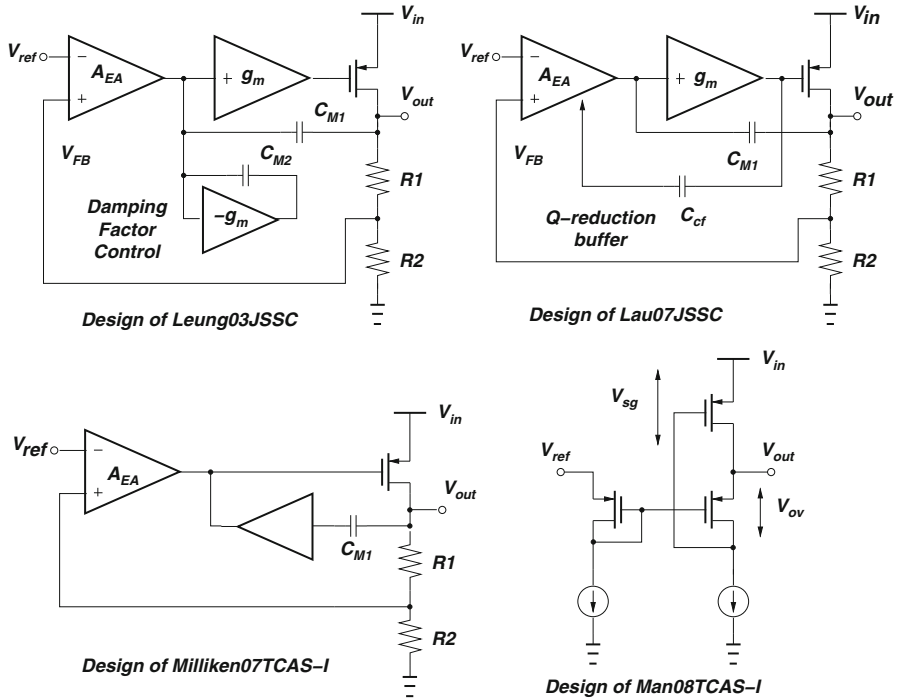 V_in
V_ref
−
A_EA
+
+ g_m
V_out
C_M1
V_FB
C_M2
R1
Damping
Factor
Control
−g_m
R2
Design of Leung03JSSC
V_in
V_ref
−
A_EA
+
+ g_m
V_out
V_FB
C_M1
R1
C_cf
Q−reduction
buffer
R2
Design of Lau07JSSC
V_in
V_ref
−
A_EA
+
V_out
C_M1
R1
R2
Design of Milliken07TCAS−I
V_in
V_sg
V_ref
V_out
V_ov
Design of Man08TCAS−I